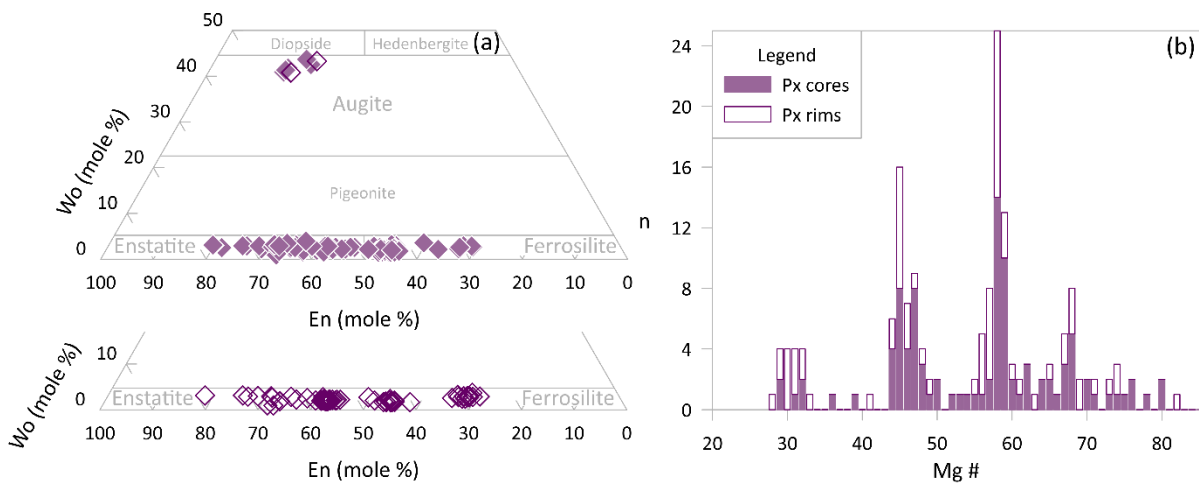 50
Diopside
Hedenbergite
(a)
40
Augite
30
Wo (mole %)
20
Pigeonite
10
0
Enstatite
Ferrosilite
100 90 80 70 60 50 40 30 20 10 0
En (mole %)
10
Wo (mole %)
0
Enstatite
Ferrosilite
100 90 80 70 60 50 40 30 20 10 0
En (mole %)
24
(b)
Legend
Px cores
Px rims
20
16
n
12
8
4
0
20 30 40 50 60 70 80
Mg #